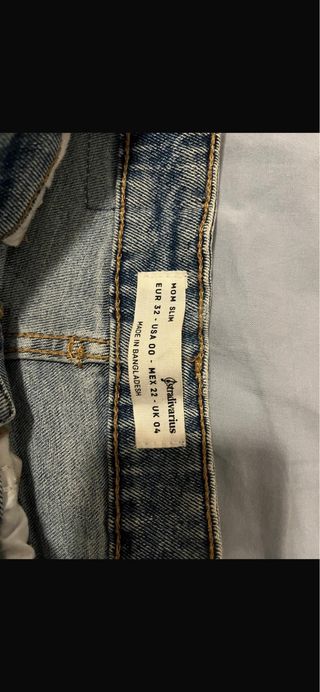 stradivarius
MOM SLIM
EUR 32 - USA 00 - MEX 22 - UK 04
MADE IN BANGLADESH